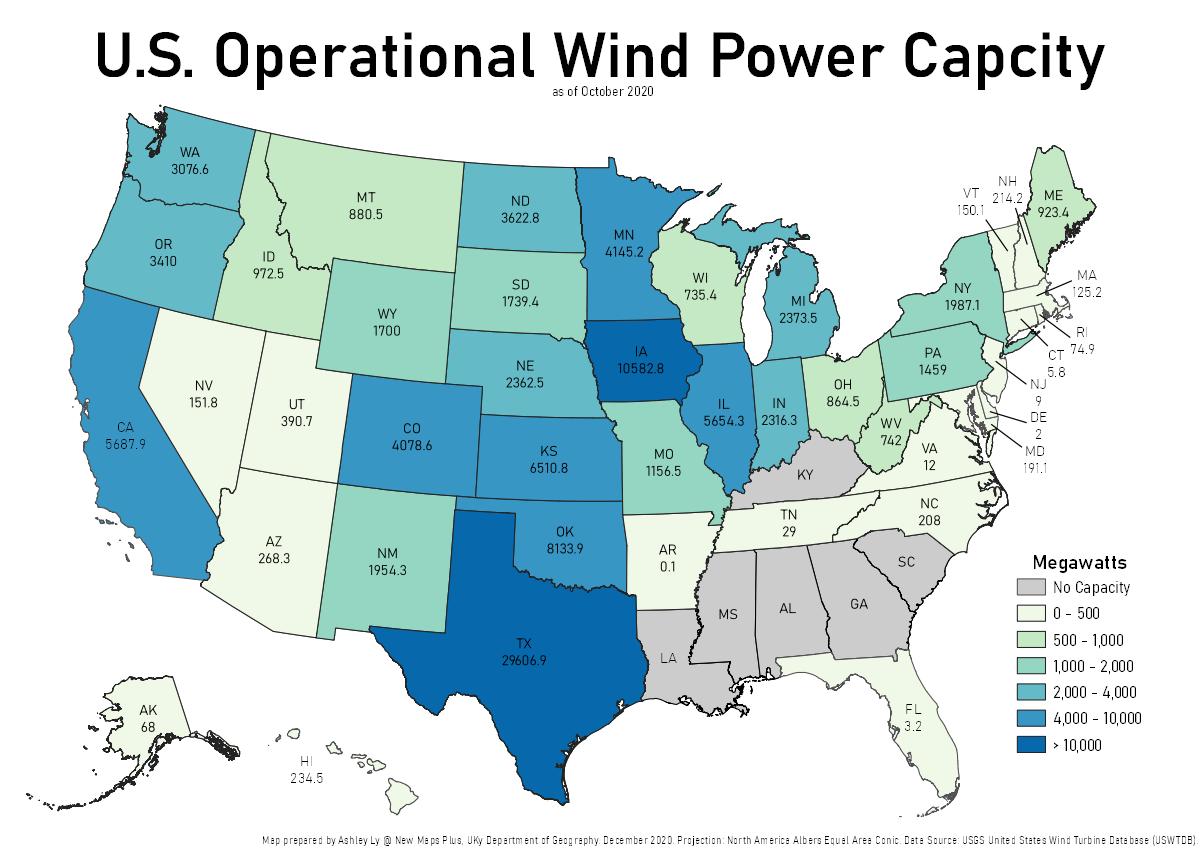 U.S. Operational Wind Power Capcity
as of October 2020
WA
3076.6
OR
3410
CA
5687.9
ID
972.5
NV
151.8
MT
880.5
WY
1700
UT
390.7
AZ
268.3
CO
4078.6
NM
1954.3
ND
3622.8
SD
1739.4
NE
2362.5
KS
6510.8
OK
8133.9
TX
29606.9
MN
4145.2
IA
10582.8
MO
1156.5
AR
0.1
LA
WI
735.4
IL
5654.3
MI
2373.5
IN
2316.3
OH
864.5
KY
TN
29
MS
AL
GA
SC
NC
208
VA
12
WV
742
FL
3.2
PA
1459
NY
1987.1
VT
150.1
NH
214.2
ME
923.4
MA
125.2
RI
74.9
CT
5.8
NJ
9
DE
2
MD
191.1
AK
68
HI
234.5
Megawatts
No Capacity
0 - 500
500 - 1,000
1,000 - 2,000
2,000 - 4,000
4,000 - 10,000
> 10,000
Map prepared by Ashley Ly @ New Maps Plus, UKy Department of Geography. December 2020. Projection: North America Albers Equal Area Conic. Data Source: USGS United States Wind Turbine Database (USWTDB)